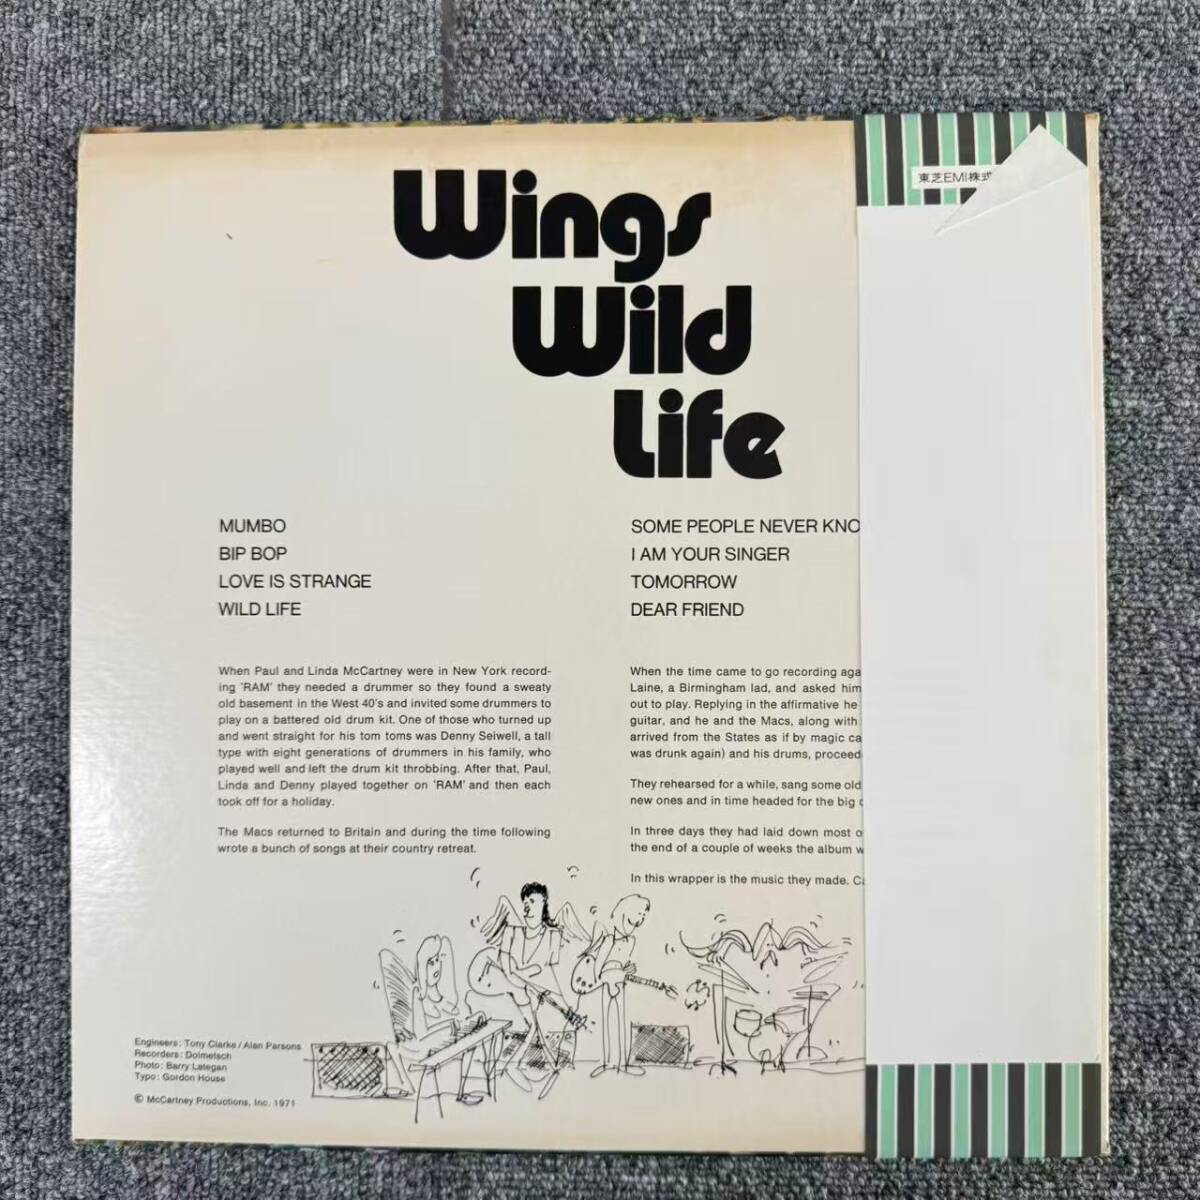 Wings
Wild
Life
東芝EMI株式
MUMBO
BIP BOP
LOVE IS STRANGE
WILD LIFE
SOME PEOPLE NEVER KNO
I AM YOUR SINGER
TOMORROW
DEAR FRIEND
When Paul and Linda McCartney were in New York record-
ing 'RAM' they needed a drummer so they found a sweaty
old basement in the West 40's and invited some drummers to
play on a battered old drum kit. One of those who turned up
and went straight for his tom toms was Denny Seiwell, a tall
type with eight generations of drummers in his family, who
played well and left the drum kit throbbing. After that, Paul,
Linda and Denny played together on 'RAM' and then each
took off for a holiday.
The Macs returned to Britain and during the time following
wrote a bunch of songs at their country retreat.
When the time came to go recording aga
Laine, a Birmingham lad, and asked him
out to play. Replying in the affirmative he
guitar, and he and the Macs, along with
arrived from the States as if by magic ca
was drunk again) and his drums, proceed
They rehearsed for a while, sang some old
new ones and in time headed for the big c
In three days they had laid down most o
the end of a couple of weeks the album w
In this wrapper is the music they made. Ca
Engineers: Tony Clarke / Alan Parsons
Recorders: Dolmetsch
Photo: Barry Lategan
Typo: Gordon House
© McCartney Productions, Inc. 1971